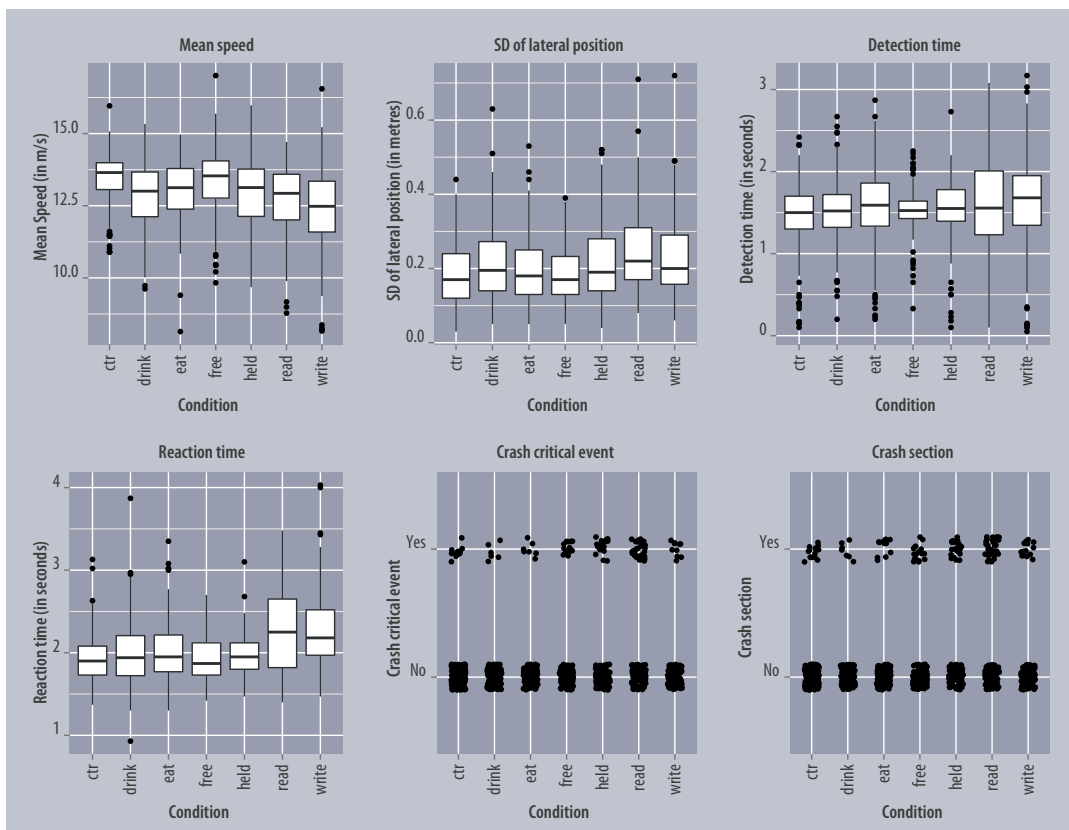 Mean speed
Mean Speed (in m/s)
15.0
12.5
10.0
ctr
drink
eat
free
held
read
write
Condition
SD of lateral position
SD of lateral position (in metres)
0.6
0.4
0.2
0.0
ctr
drink
eat
free
held
read
write
Condition
Detection time
Detection time (in seconds)
3
2
1
0
ctr
drink
eat
free
held
read
write
Condition
Reaction time
Reaction time (in seconds)
4
3
2
1
ctr
drink
eat
free
held
read
write
Condition
Crash critical event
Crash critical event
Yes
No
ctr
drink
eat
free
held
read
write
Condition
Crash section
Crash section
Yes
No
ctr
drink
eat
free
held
read
write
Condition